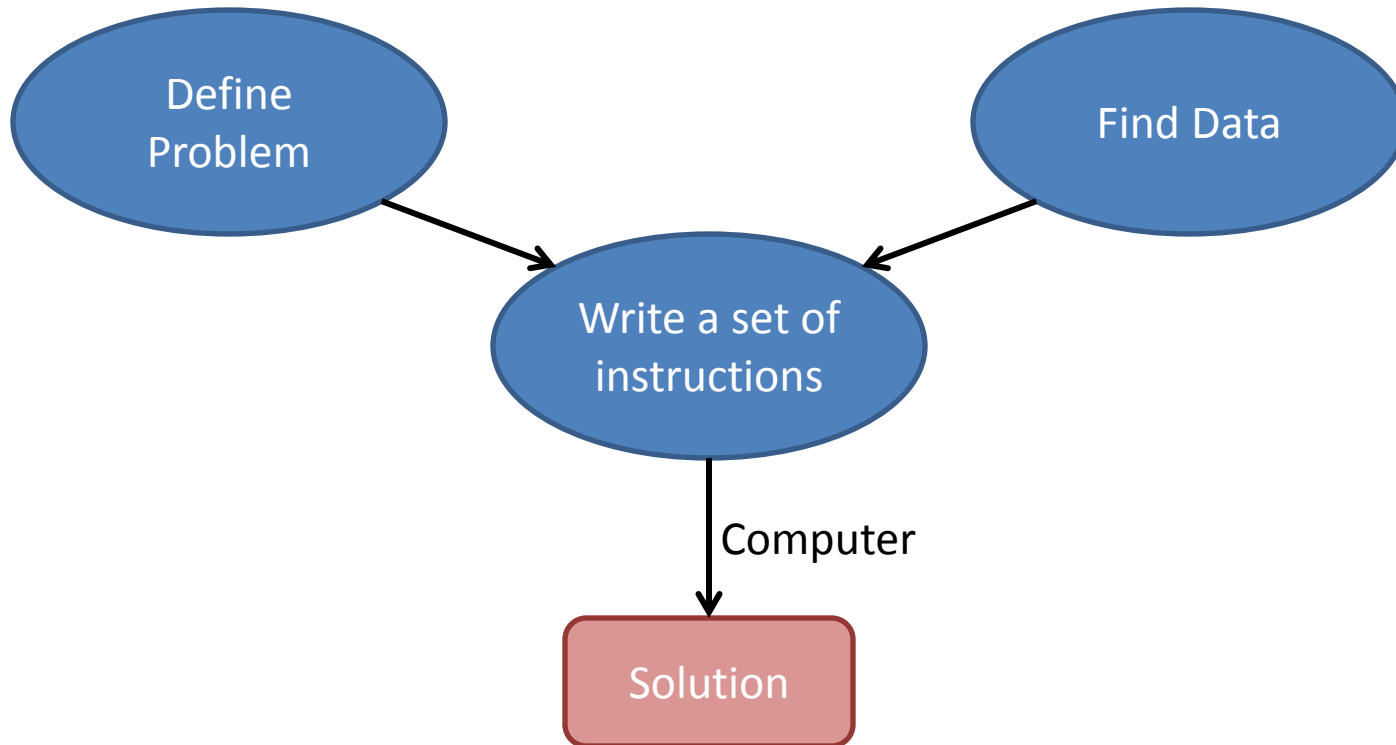 Define
Problem
Find Data
Write a set of
instructions
Computer
Solution